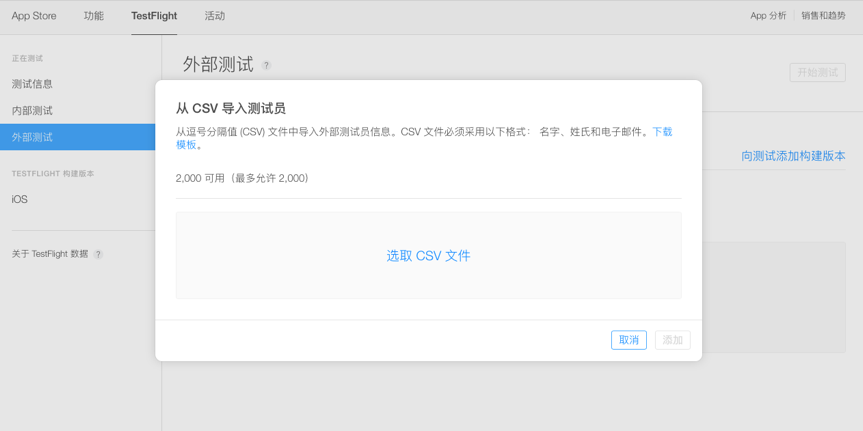 App Store 功能 TestFlight 活动 App 分析 销售和趋势
正在测试
测试信息
内部测试
外部测试
TESTFLIGHT 构建版本
iOS
关于 TestFlight 数据 ?
外部测试 ?
开始测试
向测试添加构建版本
从 CSV 导入测试员
从逗号分隔值 (CSV) 文件中导入外部测试员信息。CSV 文件必须采用以下格式： 名字、姓氏和电子邮件。下载
模板。
2,000 可用（最多允许 2,000）
选取 CSV 文件
取消 添加